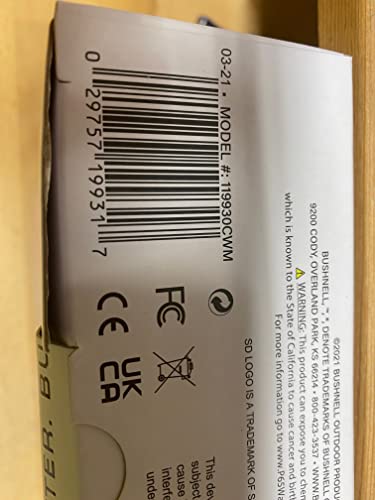 03-21 • MODEL #: 119930CWM
0 29757 19931 7
©2021 BUSHNELL OUTDOOR PRODU
BUSHNELL, ™, ®, DENOTE TRADEMARKS OF BUSHNELL
9200 CODY, OVERLAND PARK, KS 66214 • 800-423-3537 • WWW
WARNING: This product can expose you to chem
which is known to the State of California to cause cancer and birth
For more information go to www.P65Wa
SD LOGO IS A TRADEMARK OF S
CE FC
UK
CA
This dev
subject
cause
interfe
TER. BU